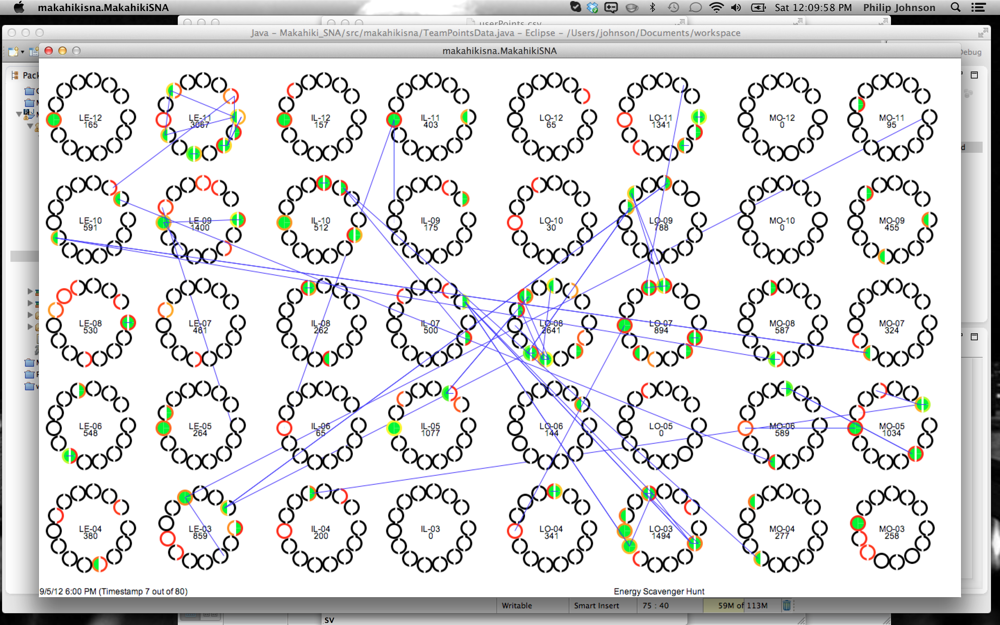 makahikisna.MakahikiSNA
Sat 12:09:58 PM Philip Johnson
userPoints.csv
Java – Makahiki_SNA/src/makahikisna/TeamPointsData.java – Eclipse – /Users/johnson/Documents/workspace
makahikisna.MakahikiSNA
Debug
Pack
LE-12
165
LE-11
3067
IL-12
157
IL-11
403
LO-12
65
LO-11
1341
MO-12
0
MO-11
95
LE-10
591
LE-09
1400
IL-10
512
IL-09
175
LO-10
30
LO-09
788
MO-10
0
MO-09
455
LE-08
530
LE-07
461
IL-08
262
IL-07
500
LO-08
2641
LO-07
894
MO-08
587
MO-07
324
LE-06
548
LE-05
264
IL-06
65
IL-05
1077
LO-06
144
LO-05
0
MO-06
589
MO-05
1034
LE-04
380
LE-03
859
IL-04
200
IL-03
0
LO-04
341
LO-03
1494
MO-04
277
MO-03
258
9/5/12 6:00 PM (Timestamp 7 out of 80)
Energy Scavenger Hunt
Writable Smart Insert 75 : 40 59M of 113M
SV